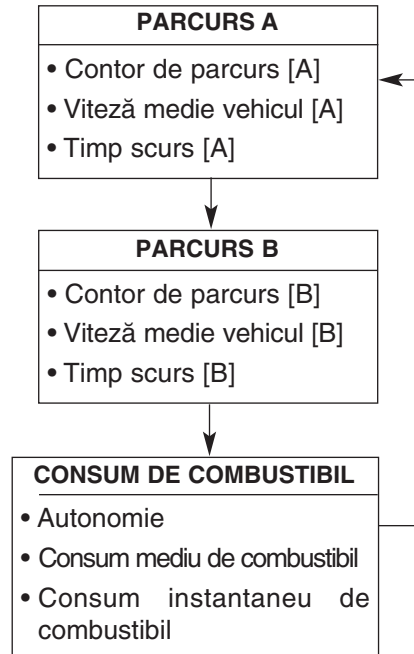 PARCURS A
• Contor de parcurs [A]
• Viteză medie vehicul [A]
• Timp scurs [A]
PARCURS B
• Contor de parcurs [B]
• Viteză medie vehicul [B]
• Timp scurs [B]
CONSUM DE COMBUSTIBIL
• Autonomie
• Consum mediu de combustibil
• Consum instantaneu de
combustibil